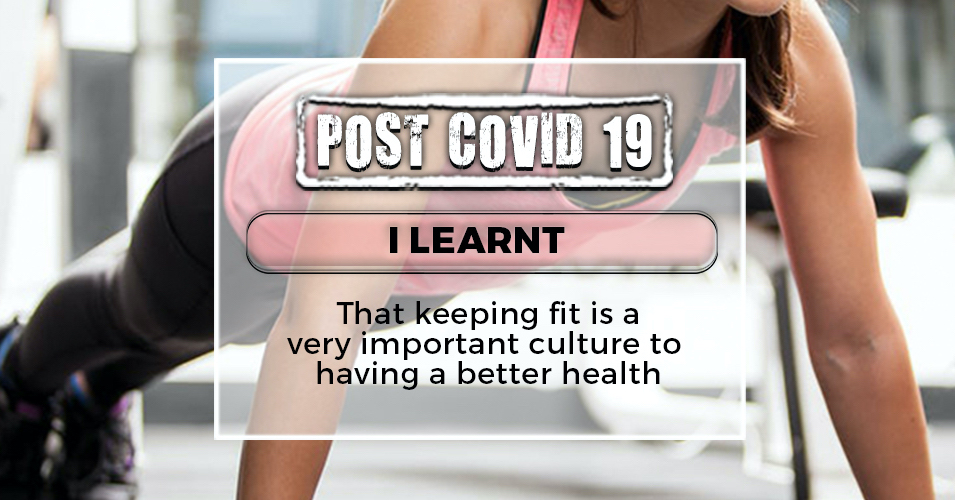 POST COVID 19
I LEARNT
That keeping fit is a
very important culture to
having a better health